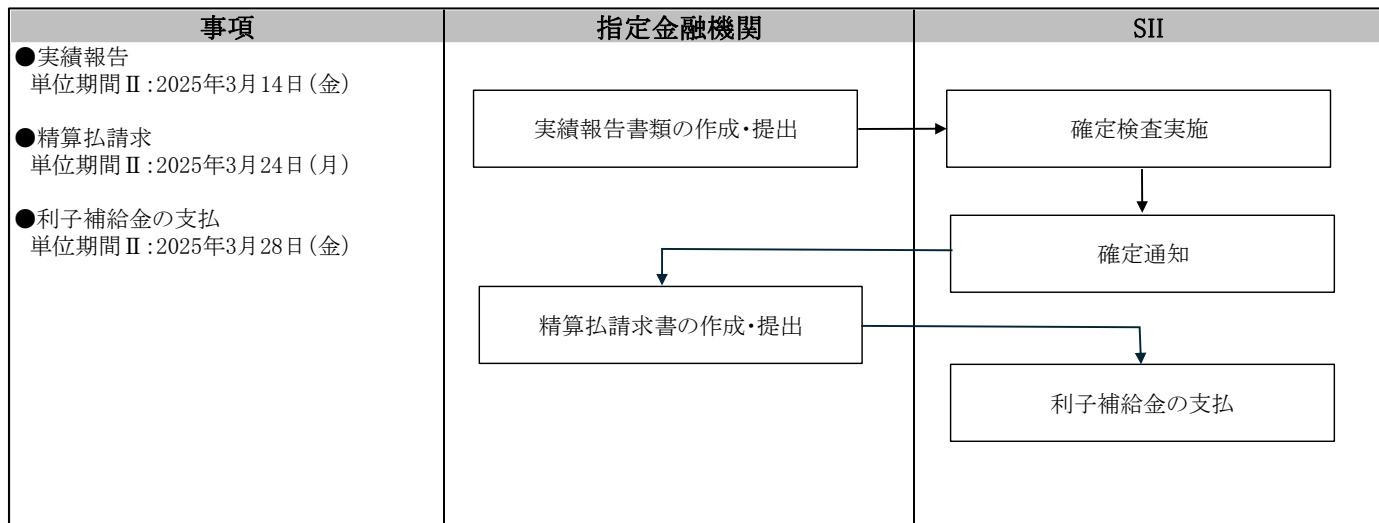 事項
指定金融機関
SII
●実績報告
単位期間Ⅱ:2025年3月14日(金)
●精算払請求
単位期間Ⅱ:2025年3月24日(月)
●利子補給金の支払
単位期間Ⅱ:2025年3月28日(金)
実績報告書類の作成・提出
確定検査実施
確定通知
精算払請求書の作成・提出
利子補給金の支払